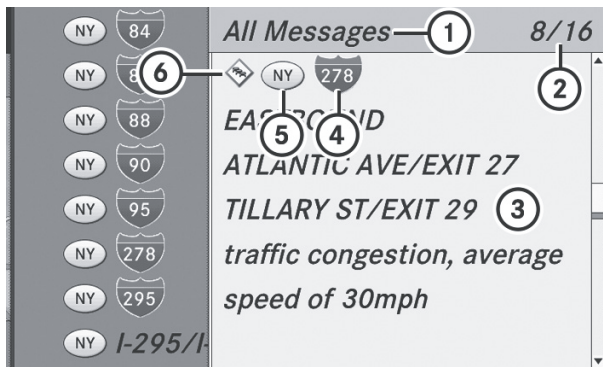 NY 84
NY 8
NY 88
NY 90
NY 95
NY 278
NY 295
NY I-295/I-
All Messages 1 8/16
2
6 NY 278
5 4
EASTBOUND
ATLANTIC AVE/EXIT 27
TILLARY ST/EXIT 29 3
traffic congestion, average
speed of 30mph